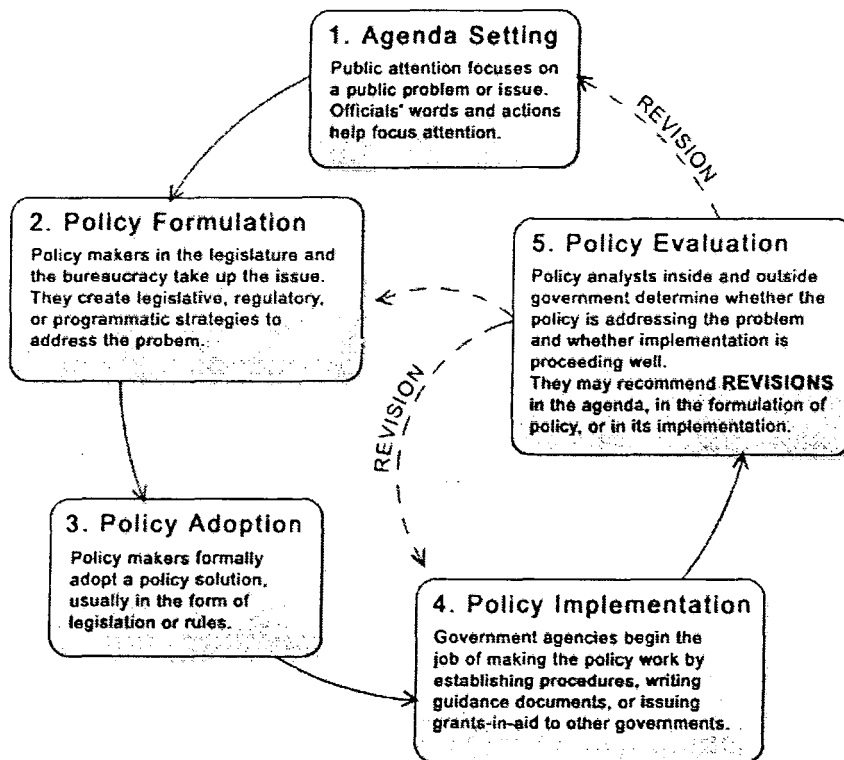 1. Agenda Setting
Public attention focuses on
a public problem or issue.
Officials' words and actions
help focus attention.
REVISION
2. Policy Formulation
Policy makers in the legislature and
the bureaucracy take up the issue.
They create legislative, regulatory,
or programmatic strategies to
address the probem.
5. Policy Evaluation
Policy analysts inside and outside
government determine whether the
policy is addressing the problem
and whether implementation is
proceeding well.
They may recommend REVISIONS
in the agenda, in the formulation of
policy, or in its implementation.
REVISION
3. Policy Adoption
Policy makers formally
adopt a policy solution,
usually in the form of
legislation or rules.
4. Policy Implementation
Government agencies begin the
job of making the policy work by
establishing procedures, writing
guidance documents, or issuing
grants-in-aid to other governments.